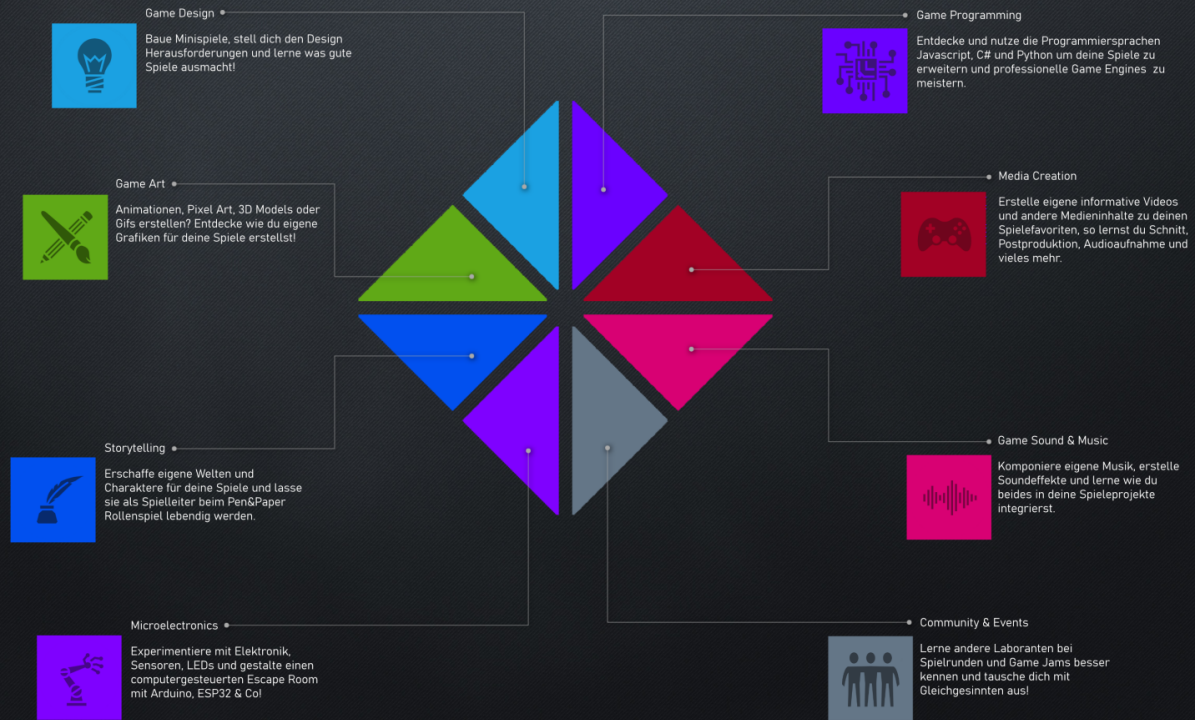 Game Design
Baue Minispiele, stell dich den Design
Herausforderungen und lerne was gute
Spiele ausmacht!
Game Programming
Entdecke und nutze die Programmiersprachen
Javascript, C# und Python um deine Spiele zu
erweitern und professionelle Game Engines zu
meistern.
Game Art
Animationen, Pixel Art, 3D Models oder
Gifs erstellen? Entdecke wie du eigene
Grafiken für deine Spiele erstellst!
Media Creation
Erstelle eigene informative Videos
und andere Medieninhalte zu deinen
Spielefavoriten, so lernst du Schnitt,
Postproduktion, Audioaufnahme und
vieles mehr.
Storytelling
Erschaffe eigene Welten und
Charaktere für deine Spiele und lasse
sie als Spielleiter beim Pen&Paper
Rollenspiel lebendig werden.
Game Sound & Music
Komponiere eigene Musik, erstelle
Soundeffekte und lerne wie du
beides in deine Spieleprojekte
integrierst.
Microelectronics
Experimentiere mit Elektronik,
Sensoren, LEDs und gestalte einen
computergesteuerten Escape Room
mit Arduino, ESP32 & Co!
Community & Events
Lerne andere Laboranten bei
Spielrunden und Game Jams besser
kennen und tausche dich mit
Gleichgesinnten aus!